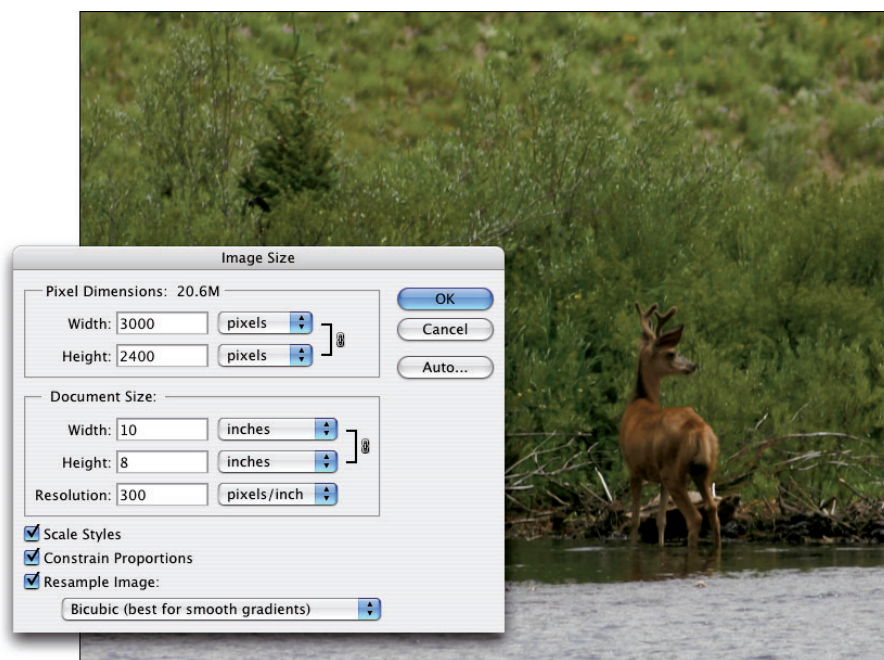 Image Size
Pixel Dimensions: 20.6M
Width: 3000 pixels
Height: 2400 pixels
Document Size:
Width: 10 inches
Height: 8 inches
Resolution: 300 pixels/inch
Scale Styles
Constrain Proportions
Resample Image:
Bicubic (best for smooth gradients)
OK
Cancel
Auto...